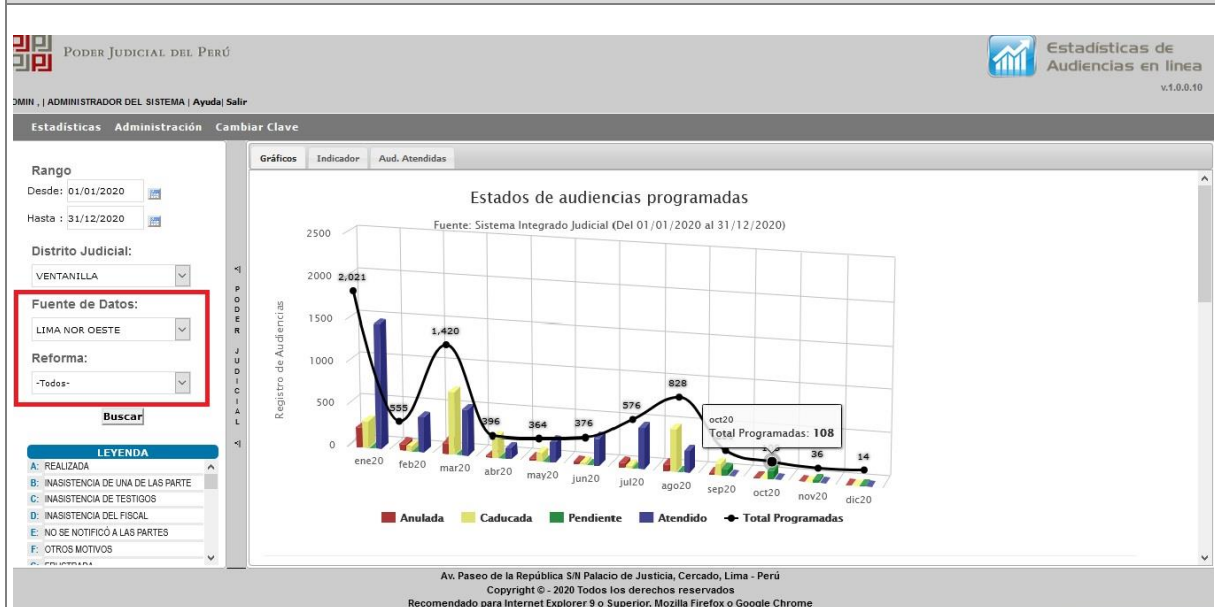 PODER JUDICIAL DEL PERÚ
Estadísticas de
Audiencias en linea
v.1.0.0.10
DMIN , | ADMINISTRADOR DEL SISTEMA | Ayuda| Salir
Estadísticas Administración Cambiar Clave
Rango
Desde: 01/01/2020
Hasta : 31/12/2020
Distrito Judicial:
VENTANILLA
Fuente de Datos:
LIMA NOR OESTE
Reforma:
-Todos-
Buscar
LEYENDA
A: REALIZADA
B: INASISTENCIA DE UNA DE LAS PARTE
C: INASISTENCIA DE TESTIGOS
D: INASISTENCIA DEL FISCAL
E: NO SE NOTIFICÓ A LAS PARTES
F: OTROS MOTIVOS
PODER JUDICIAL
Gráficos Indicador Aud. Atendidas
Estados de audiencias programadas
Fuente: Sistema Integrado Judicial (Del 01/01/2020 al 31/12/2020)
Registro de Audiencias
2500
2000
1500
1000
500
0
2,021
555
1,420
396
364
376
576
828
36
14
oct20
Total Programadas: 108
ene20 feb20 mar20 abr20 may20 jun20 jul20 ago20 sep20 oct20 nov20 dic20
Anulada Caducada Pendiente Atendido Total Programadas
Av. Paseo de la República S/N Palacio de Justicia, Cercado, Lima - Perú
Copyright © - 2020 Todos los derechos reservados
Recomendado para Internet Explorer 9 o Superior, Mozilla Firefox o Google Chrome